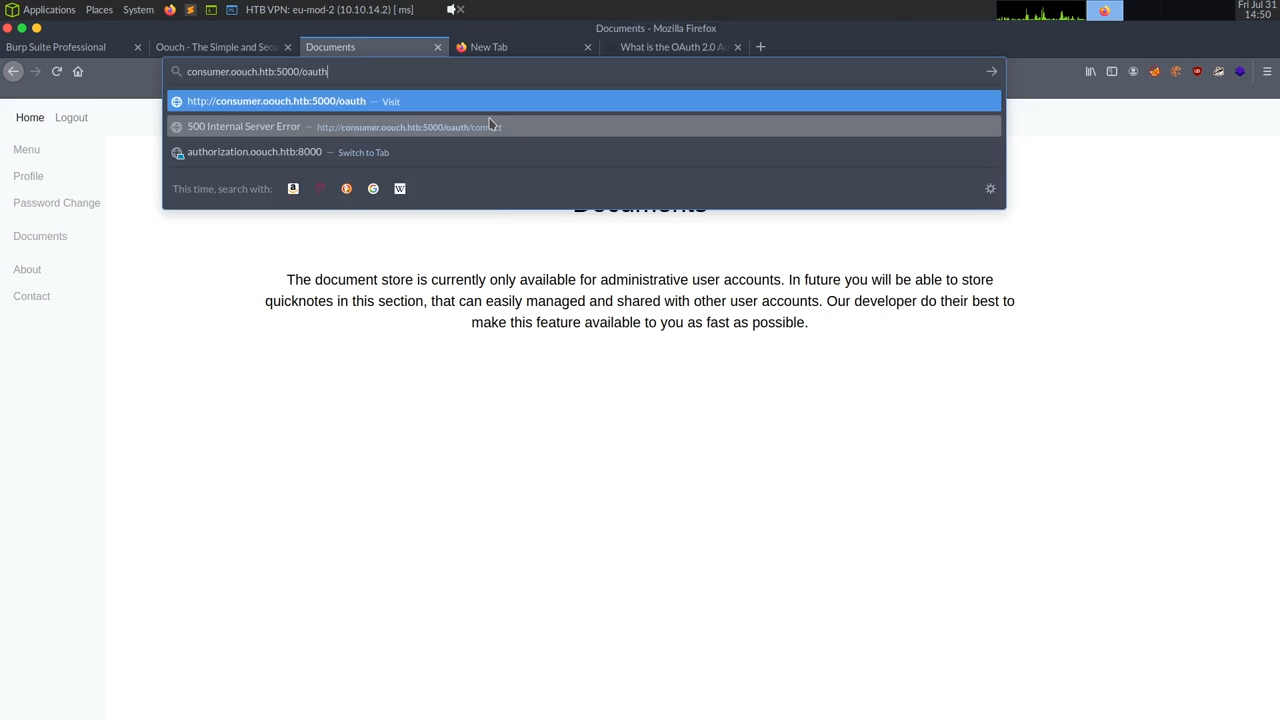 Applications Places System HTB VPN: eu-mod-2 (10.10.14.2) [ ms] Fri Jul 31
14:50
Documents - Mozilla Firefox
Burp Suite Professional Oouch - The Simple and Secu Documents New Tab What is the OAuth 2.0 Au
consumer.oouch.htb:5000/oauth
http://consumer.oouch.htb:5000/oauth — Visit
500 Internal Server Error — http://consumer.oouch.htb:5000/oauth/connect
authorization.oouch.htb:8000 — Switch to Tab
This time, search with:
Home Logout
Menu
Profile
Password Change
Documents
About
Contact
Documents
The document store is currently only available for administrative user accounts. In future you will be able to store
quicknotes in this section, that can easily managed and shared with other user accounts. Our developer do their best to
make this feature available to you as fast as possible.